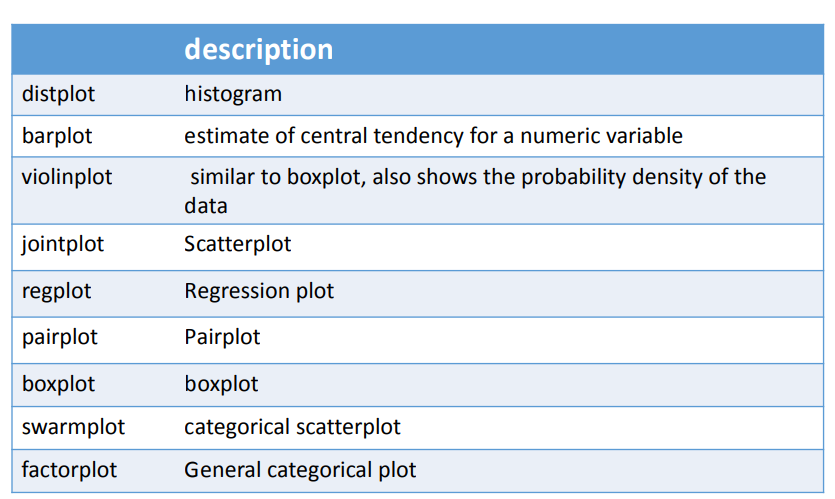 description
distplot histogram
barplot estimate of central tendency for a numeric variable
violinplot similar to boxplot, also shows the probability density of the
data
jointplot Scatterplot
regplot Regression plot
pairplot Pairplot
boxplot boxplot
swarmplot categorical scatterplot
factorplot General categorical plot